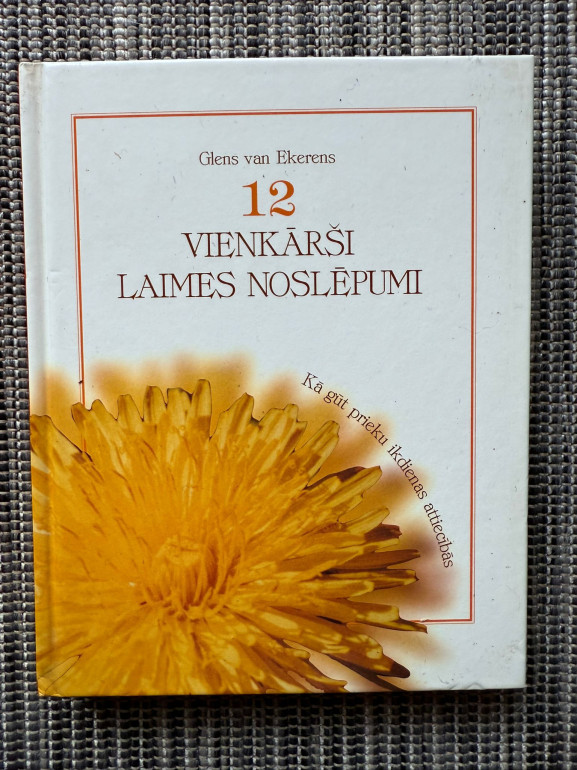 Glens van Ekerens
12
VIENKĀRŠI
LAIMES NOSLĒPUMI
Kā gūt prieku ikdienas attiecībās